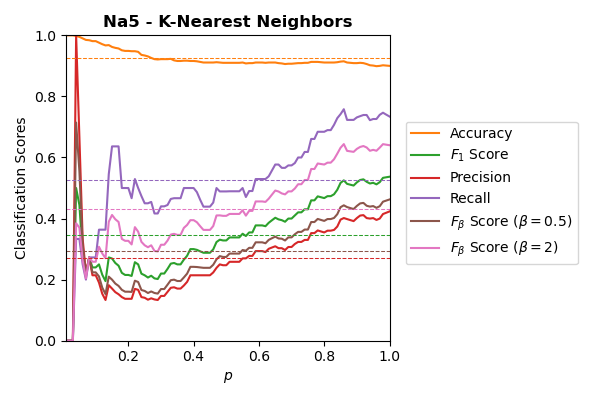 Na5 - K-Nearest Neighbors
Classification Scores
1.0
0.8
0.6
0.4
0.2
0.0
0.2
0.4
0.6
0.8
1.0
p
Accuracy
F₁ Score
Precision
Recall
Fᵦ Score (β = 0.5)
Fᵦ Score (β = 2)